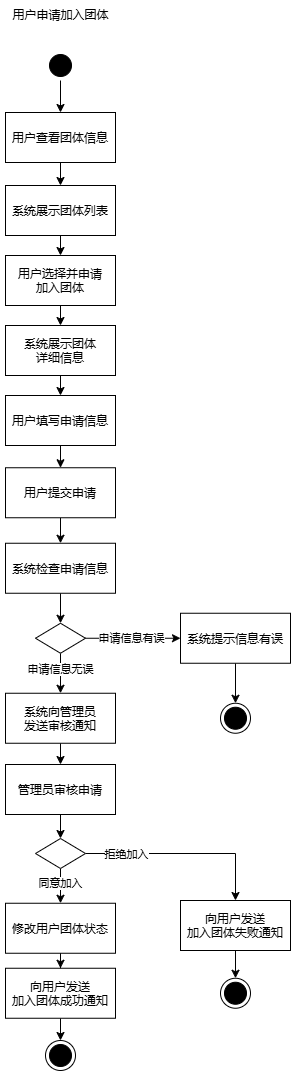 用户申请加入团体
用户查看团体信息
系统展示团体列表
用户选择并申请
加入团体
系统展示团体
详细信息
用户填写申请信息
用户提交申请
系统检查申请信息
申请信息有误
系统提示信息有误
申请信息无误
系统向管理员
发送审核通知
管理员审核申请
拒绝加入
同意加入
修改用户团体状态
向用户发送
加入团体失败通知
向用户发送
加入团体成功通知